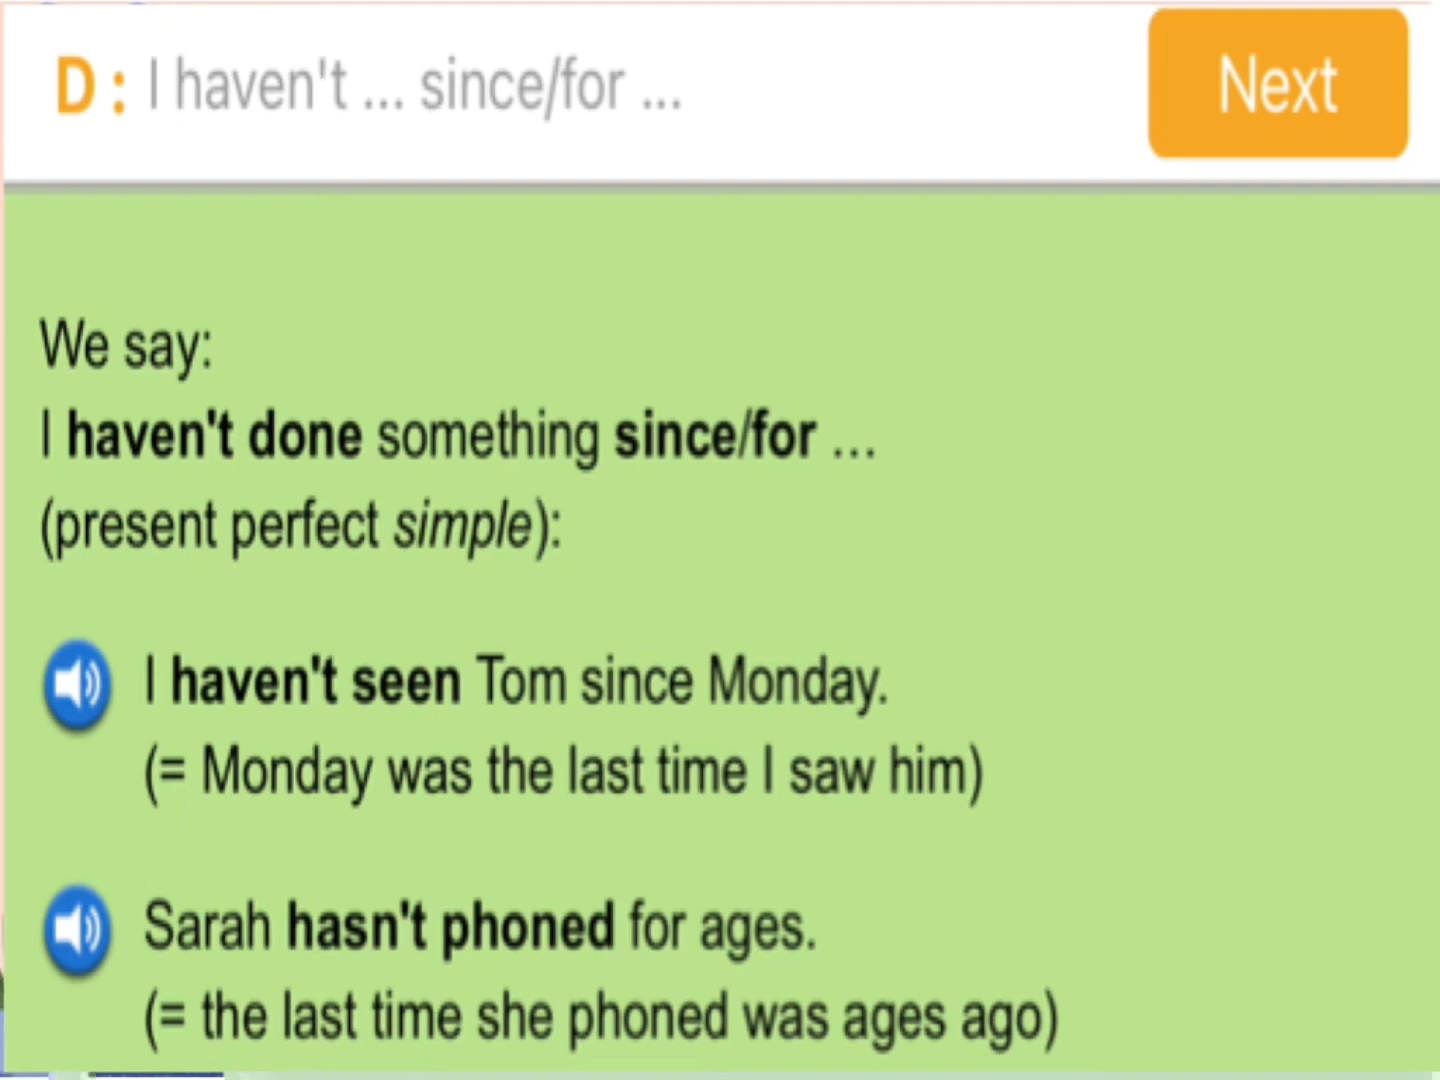 D : I haven't ... since/for ...
Next
We say:
I haven't done something since/for ...
(present perfect simple):
I haven't seen Tom since Monday.
(= Monday was the last time I saw him)
Sarah hasn't phoned for ages.
(= the last time she phoned was ages ago)